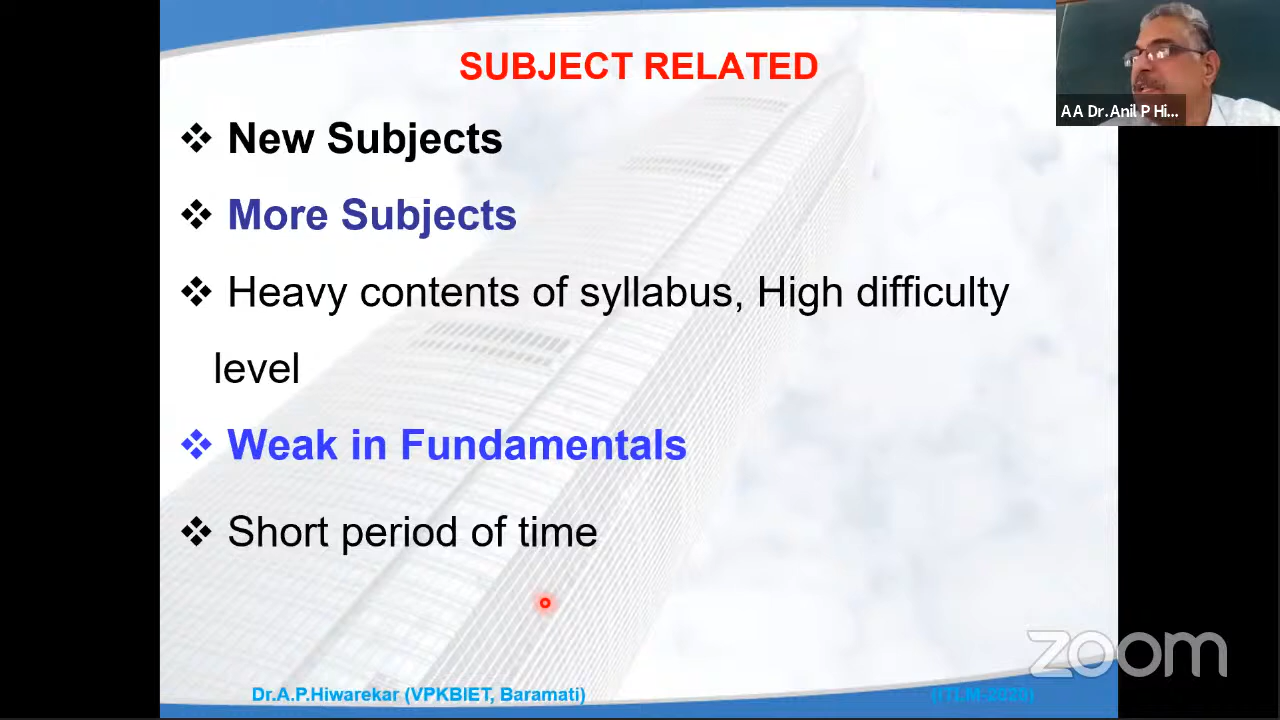 SUBJECT RELATED
AA Dr.Anil P Hi...
❖ New Subjects
❖ More Subjects
❖ Heavy contents of syllabus, High difficulty
level
❖ Weak in Fundamentals
❖ Short period of time
zoom
Dr.A.P.Hiwarekar (VPKBIET, Baramati)